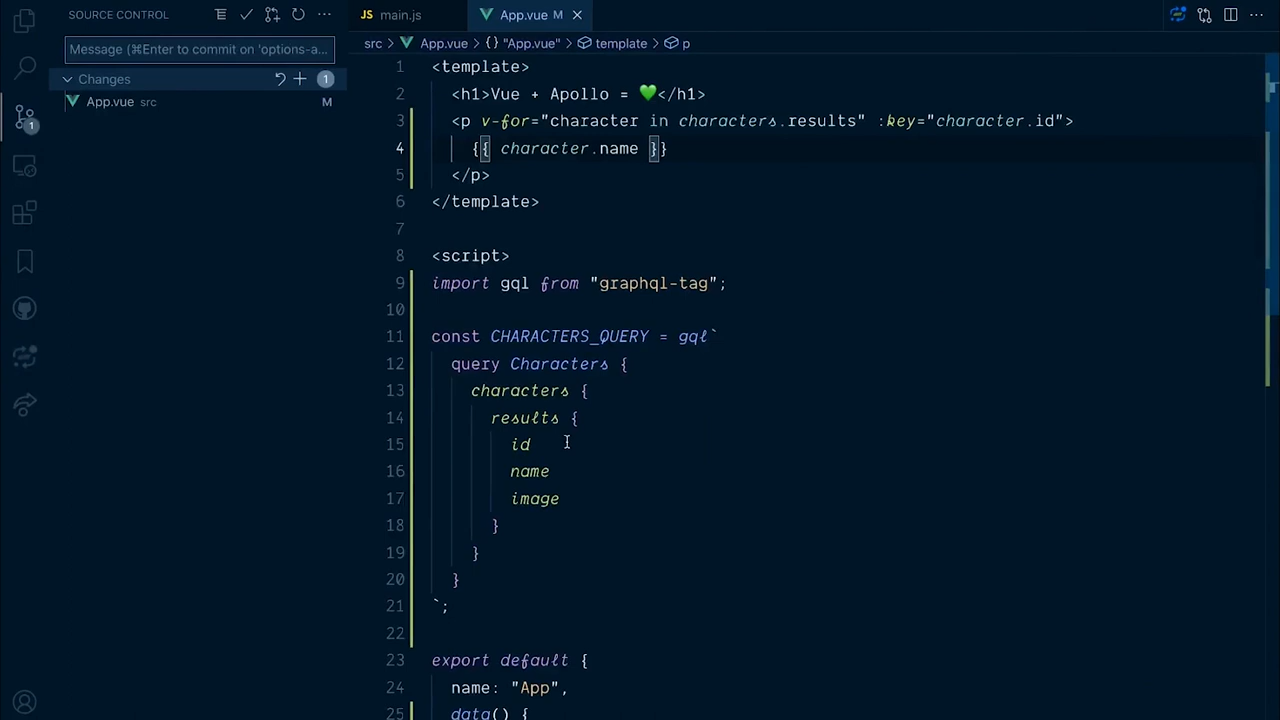 SOURCE CONTROL
JS main.js
App.vue M
Message (⌘Enter to commit on 'options-a...
Changes 1
App.vue src M
1
src > App.vue > {} "App.vue" > template > p
1 <template>
2 <h1>Vue + Apollo = 💚</h1>
3 <p v-for="character in characters.results" :key="character.id">
4 {{ character.name }}
5 </p>
6 </template>
7
8 <script>
9 import gql from "graphql-tag";
10
11 const CHARACTERS_QUERY = gql`
12 query Characters {
13 characters {
14 results {
15 id
16 name
17 image
18 }
19 }
20 }
21 `;
22
23 export default {
24 name: "App",
25 data() {